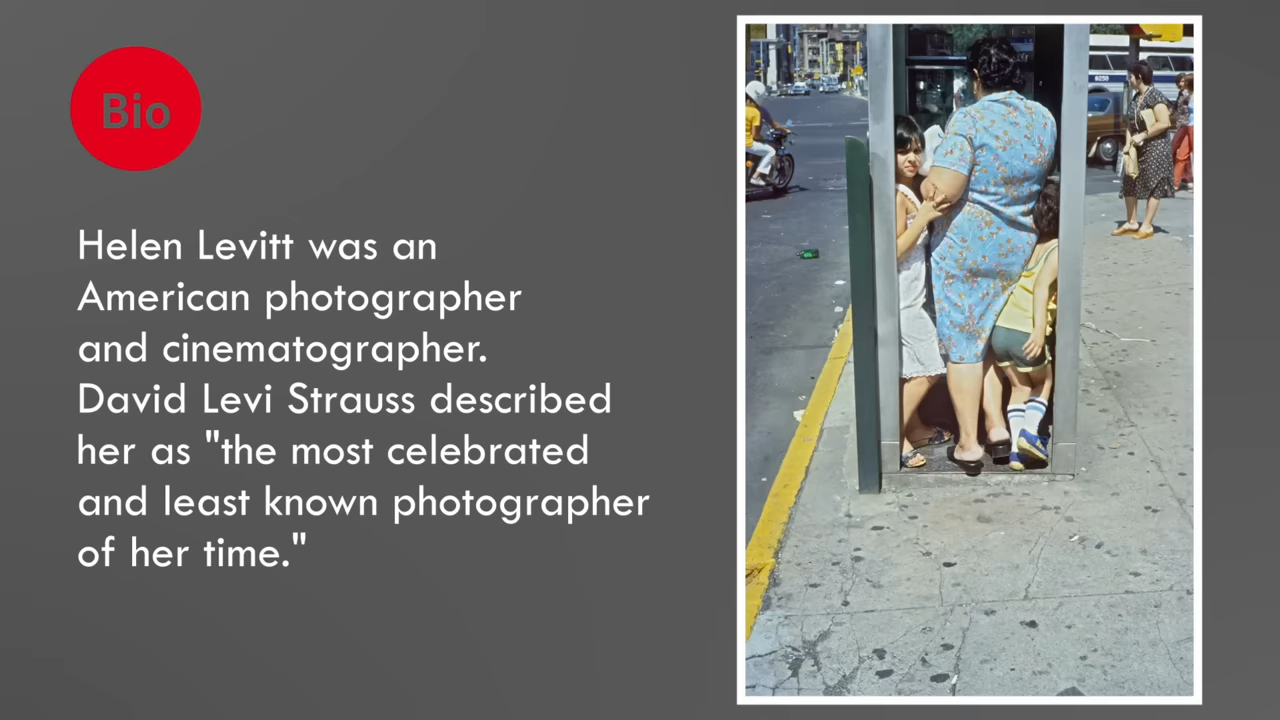 Bio
Helen Levitt was an
American photographer
and cinematographer.
David Levi Strauss described
her as "the most celebrated
and least known photographer
of her time."